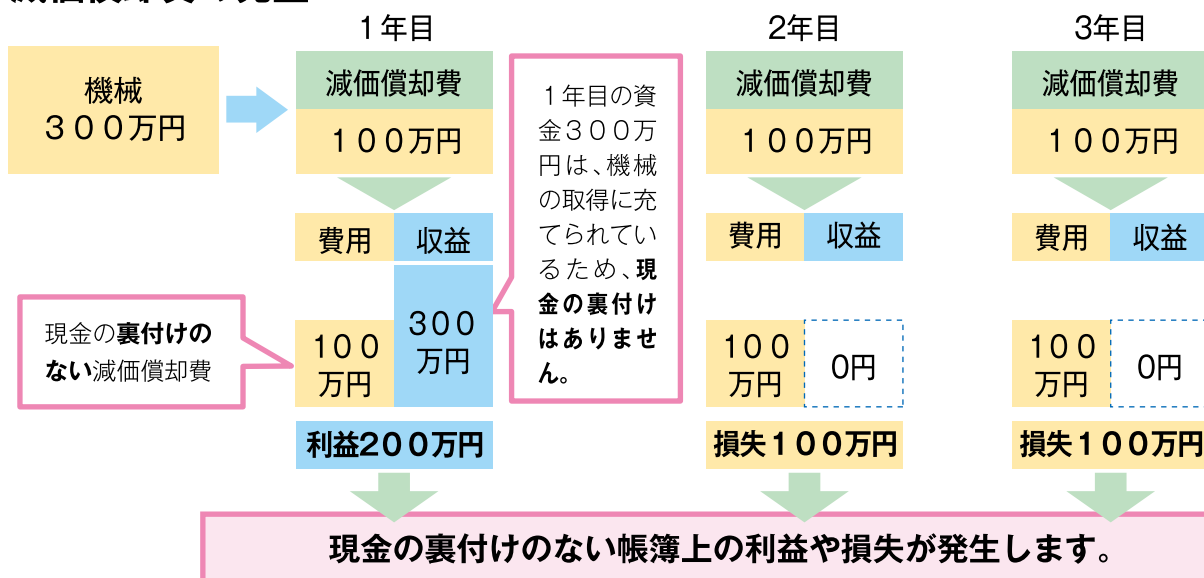 1年目
2年目
3年目
機械
300万円
減価償却費
100万円
減価償却費
100万円
減価償却費
100万円
1年目の資
金300万
円は、機械
の取得に充
てられてい
るため、現
金の裏付け
はありませ
ん。
費用
収益
費用
収益
費用
収益
現金の裏付けの
ない減価償却費
100
万円
300
万円
100
万円
0円
100
万円
0円
利益200万円
損失100万円
損失100万円
現金の裏付けのない帳簿上の利益や損失が発生します。